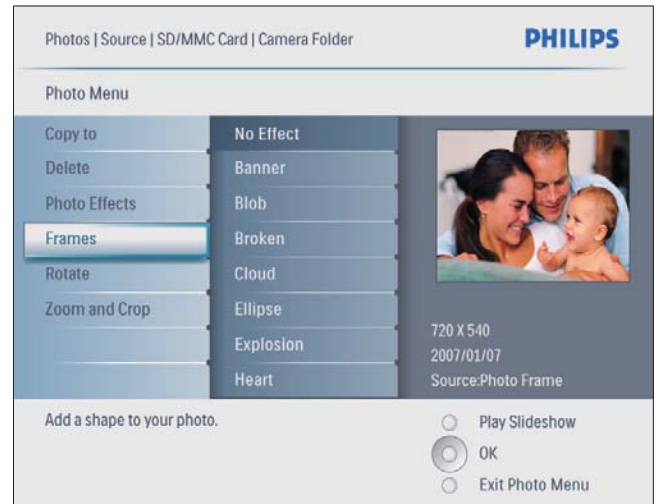 Photos | Source | SD/MMC Card | Camera Folder
PHILIPS
Photo Menu
Copy to
Delete
Photo Effects
Frames
Rotate
Zoom and Crop
No Effect
Banner
Blob
Broken
Cloud
Ellipse
Explosion
Heart
720 X 540
2007/01/07
Source:Photo Frame
Add a shape to your photo.
Play Slideshow
OK
Exit Photo Menu